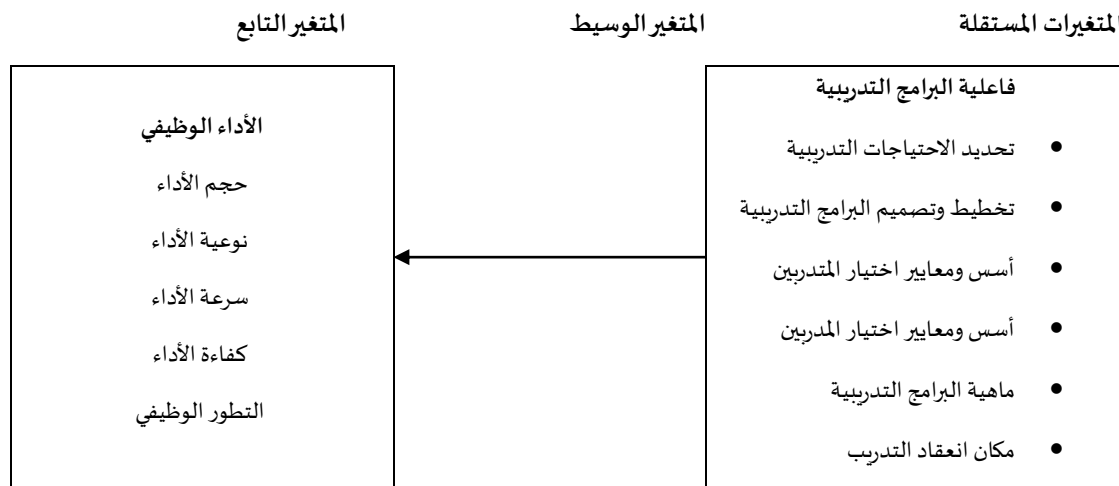 المتغيرات المستقلة
المتغير الوسيط
المتغير التابع
فاعلية البرامج التدريبية
• تحديد الاحتياجات التدريبية
• تخطيط وتصميم البرامج التدريبية
• أسس ومعايير اختيار المتدربين
• أسس ومعايير اختيار المدربين
• ماهية البرامج التدريبية
• مكان انعقاد التدريب
الأداء الوظيفي
حجم الأداء
نوعية الأداء
سرعة الأداء
كفاءة الأداء
التطور الوظيفي